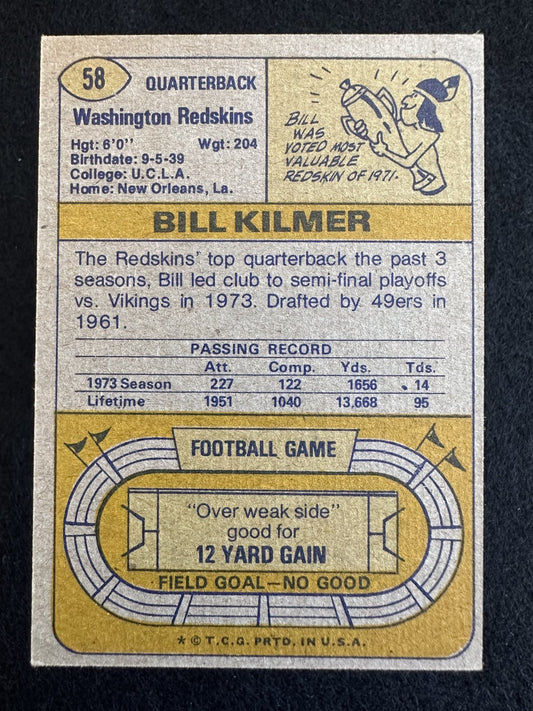 58
QUARTERBACK
Washington Redskins
Hgt: 6'0" Wgt: 204
Birthdate: 9-5-39
College: U.C.L.A.
Home: New Orleans, La.
BILL
WAS
VOTED MOST
VALUABLE
REDSKIN OF 1971.
BILL KILMER
The Redskins' top quarterback the past 3
seasons, Bill led club to semi-final playoffs
vs. Vikings in 1973. Drafted by 49ers in
1961.
PASSING RECORD
Att. Comp. Yds. Tds.
1973 Season 227 122 1656 14
Lifetime 1951 1040 13,668 95
FOOTBALL GAME
"Over weak side"
good for
12 YARD GAIN
FIELD GOAL—NO GOOD
* © T.C.G. PRTD. IN U.S.A.